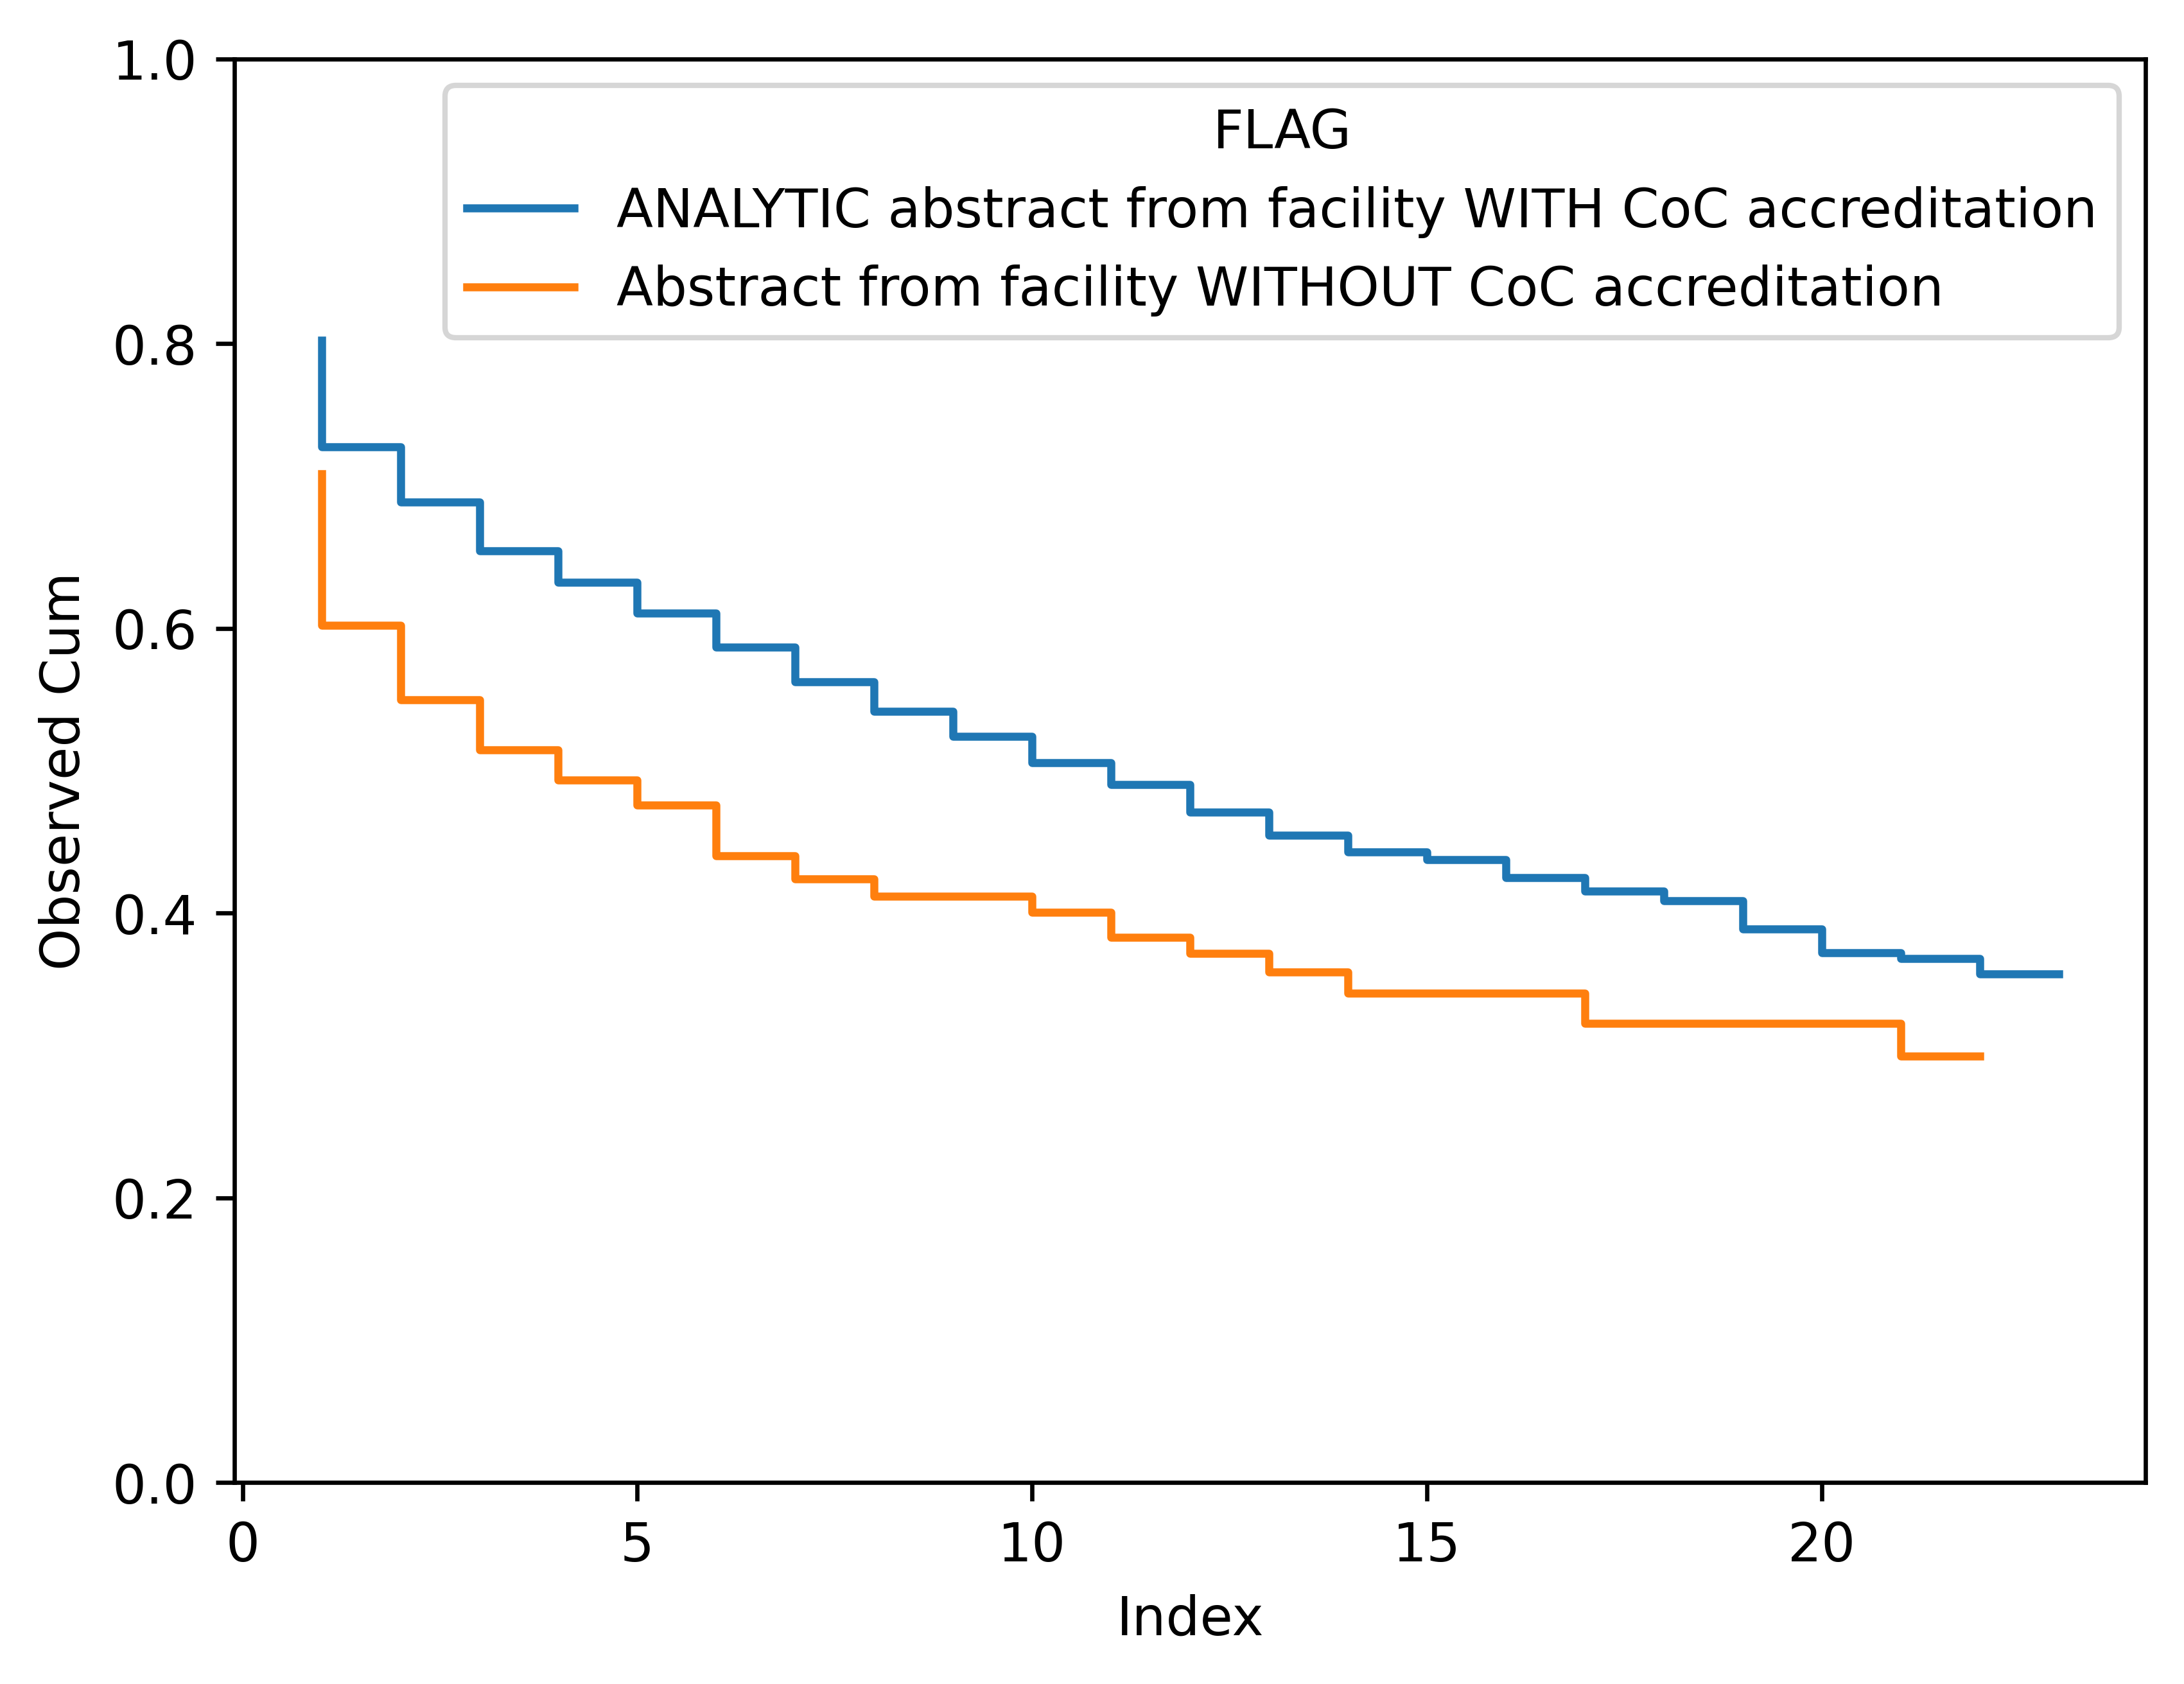 1.0
FLAG
ANALYTIC abstract from facility WITH CoC accreditation
Abstract from facility WITHOUT CoC accreditation
0.8
0.6
Observed Cum
0.4
0.2
0.0
0 5 10 15 20
Index